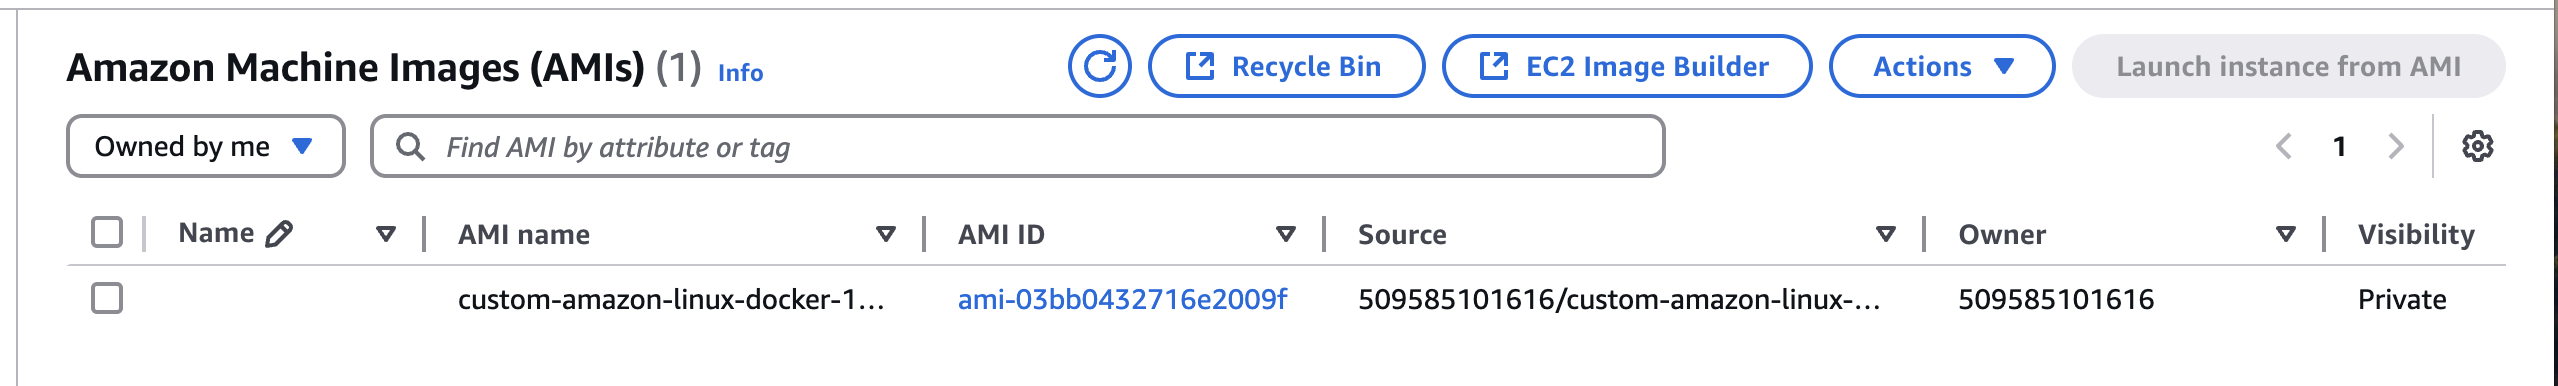 Amazon Machine Images (AMIs) (1) Info Recycle Bin EC2 Image Builder Actions Launch instance from AMI
Owned by me Find AMI by attribute or tag 1
Name AMI name AMI ID Source Owner Visibility
custom-amazon-linux-docker-1... ami-03bb0432716e2009f 509585101616/custom-amazon-linux-... 509585101616 Private